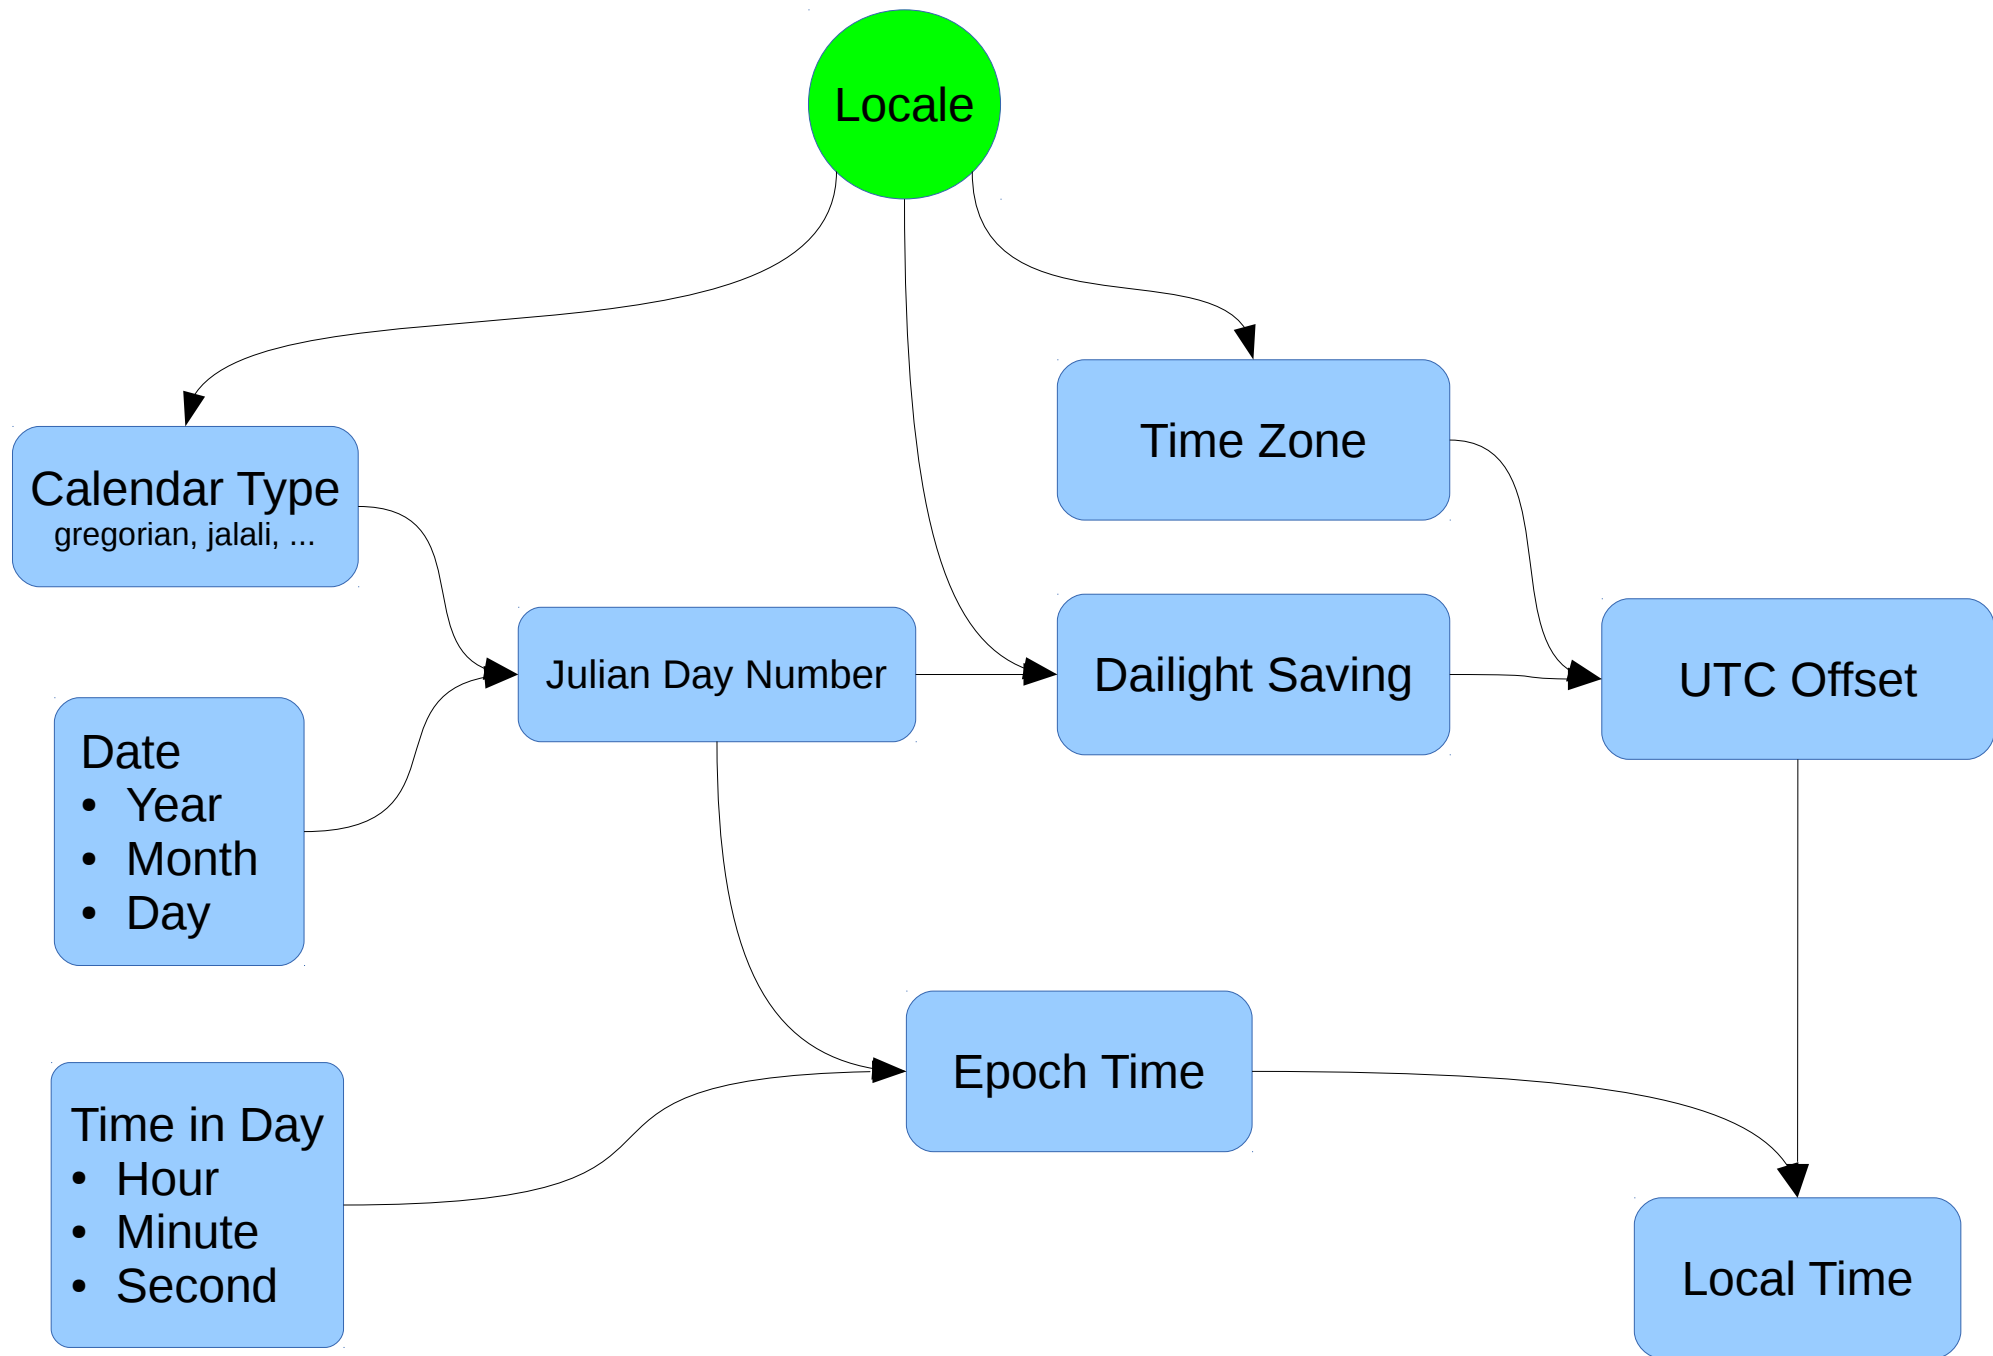 Locale
Time Zone
Calendar Type
gregorian, jalali, ...
Julian Day Number
Dailight Saving
UTC Offset
Date
• Year
• Month
• Day
Epoch Time
Time in Day
• Hour
• Minute
• Second
Local Time